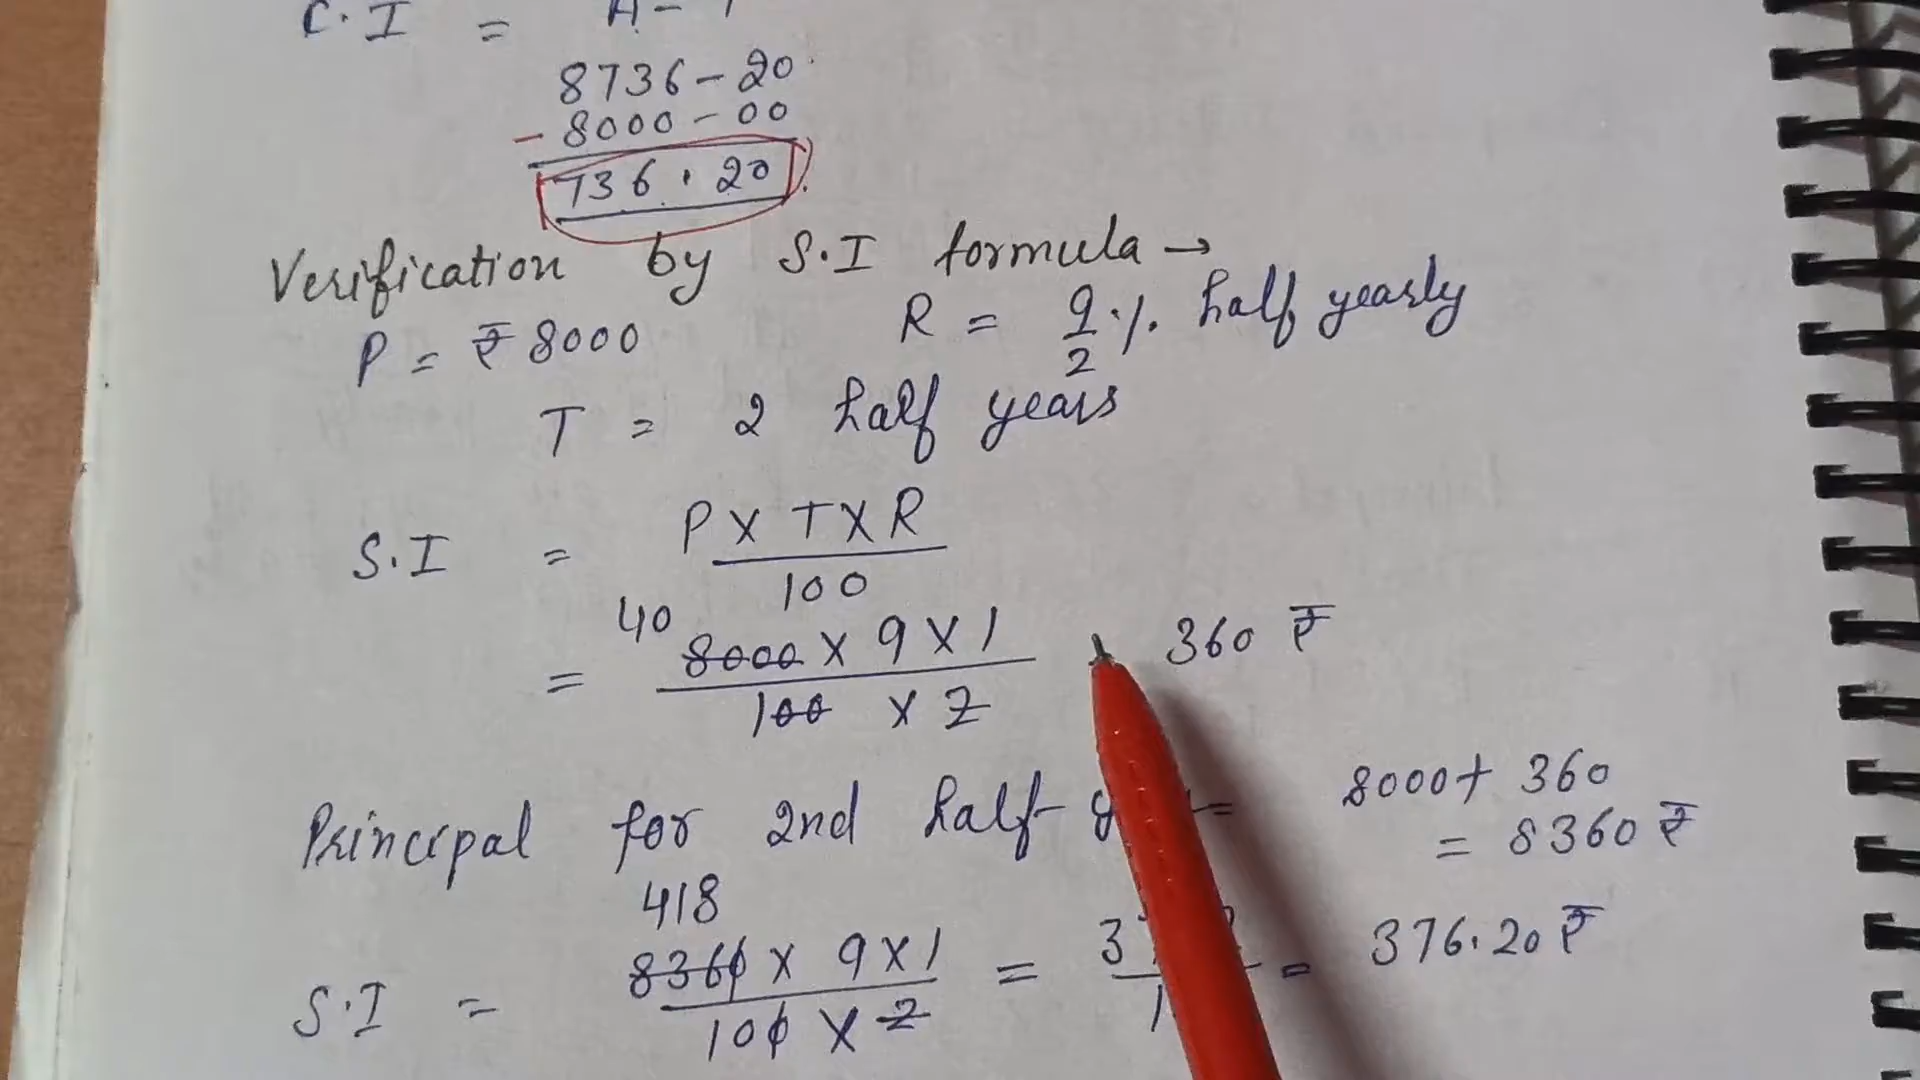 C.I = A - P
8736-20
- 8000-00
736.20
Verification by S.I formula →
P = ₹ 8000 R = 9/2 % half yearly
T = 2 half years
S.I = P X T X R
100
40
= 8000 X 9 X 1 360 ₹
100 X 2
Principal for 2nd half = 8000+ 360
= 8360 ₹
418
S.I = 8360 X 9 X 1 = = 376.20 ₹
100 X 2